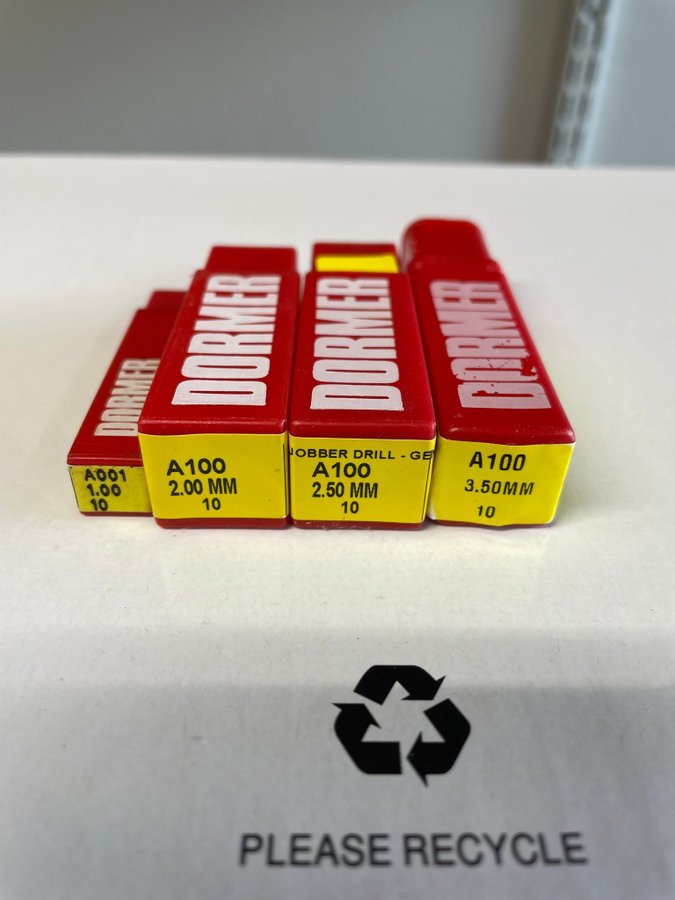 DORMER
DORMER
DORMER
DORMER
A001
1.00
10
A100
2.00 MM
10
JOBBER DRILL - GE
A100
2.50 MM
10
A100
3.50MM
10
PLEASE RECYCLE